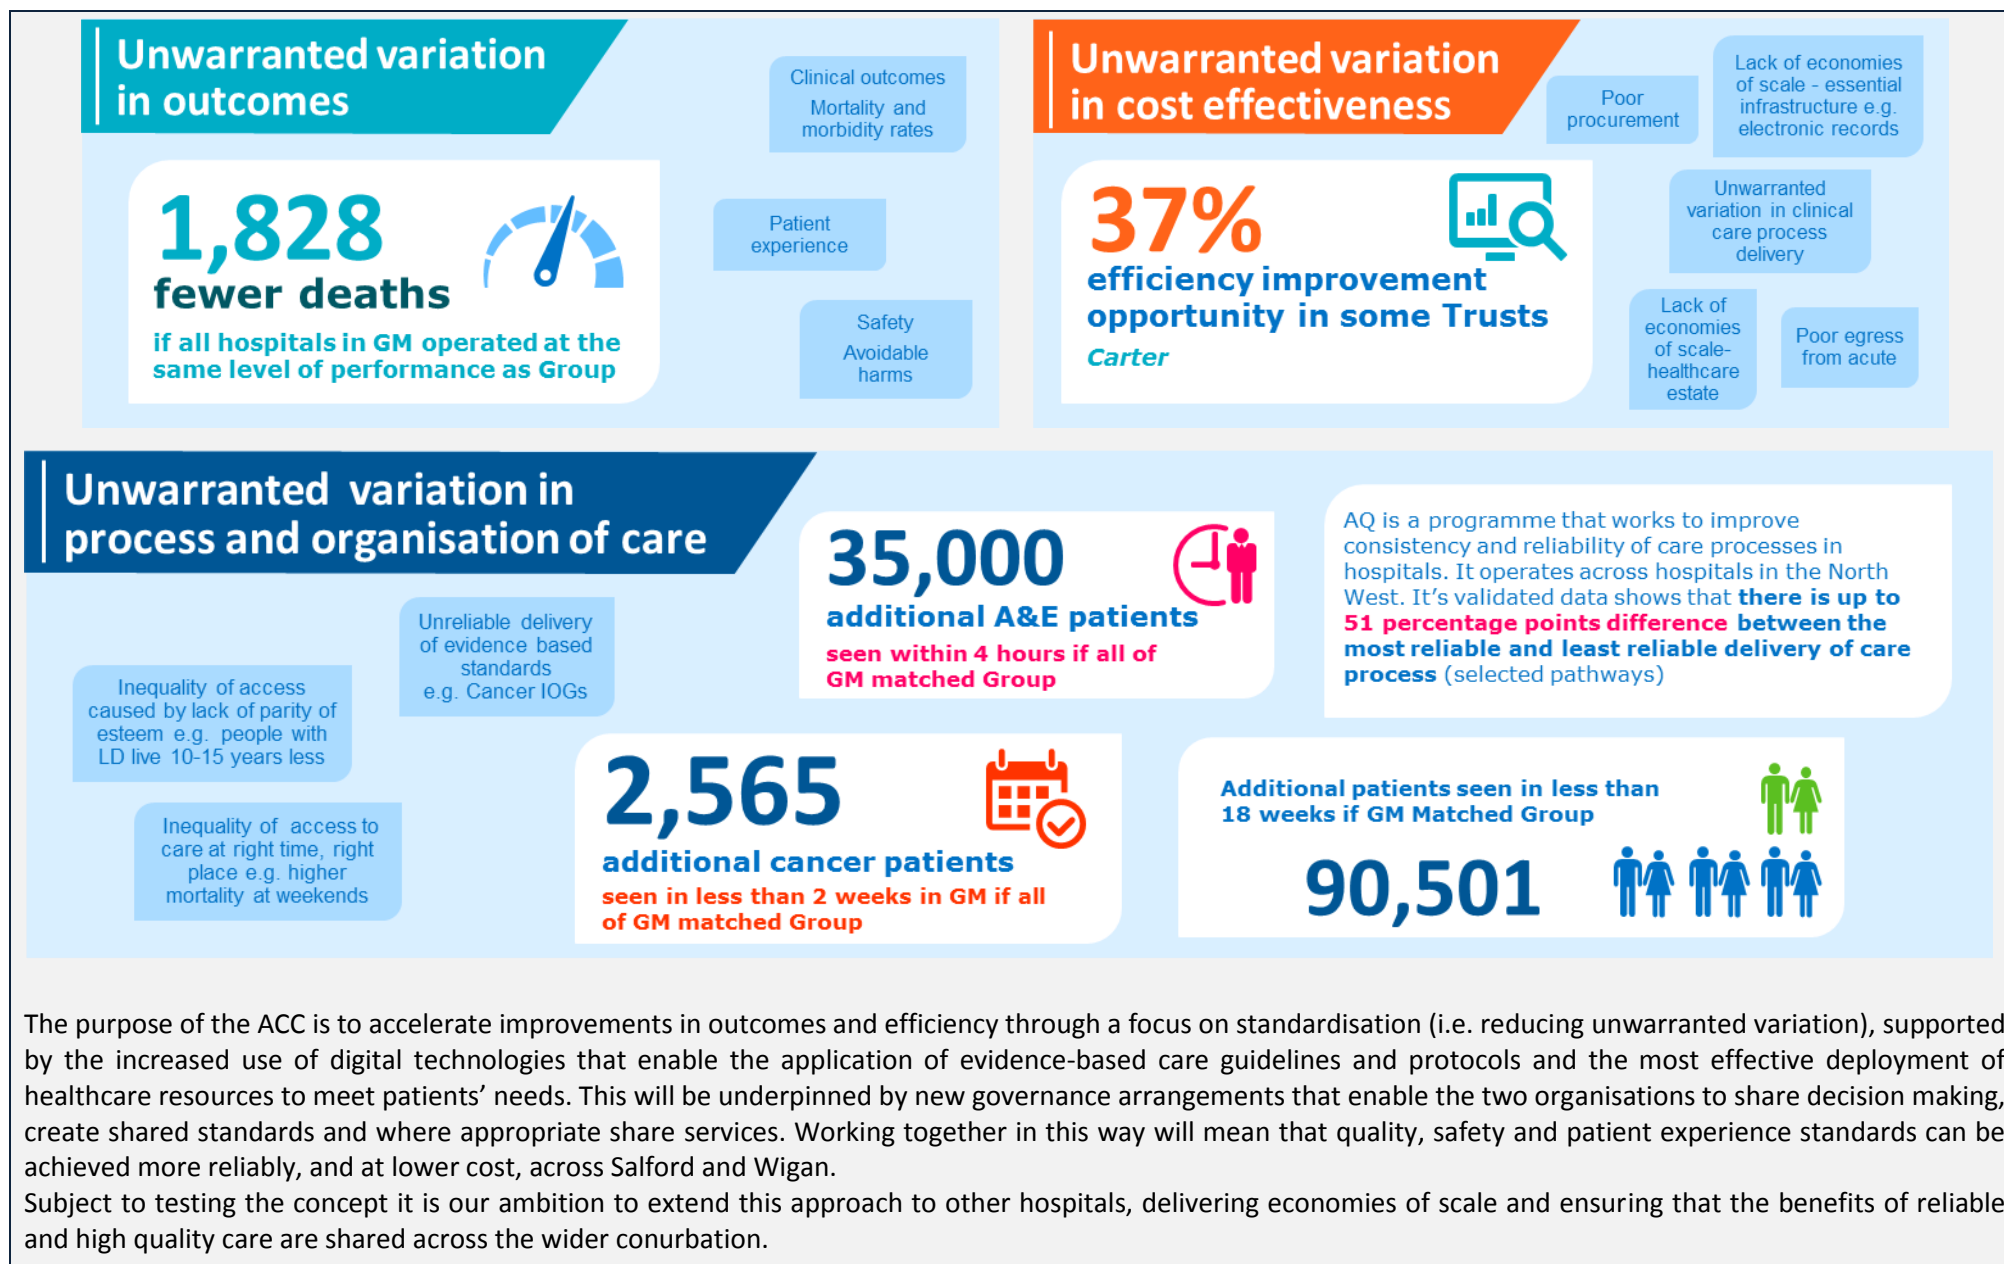 Unwarranted variation
in outcomes
Clinical outcomes
Mortality and
morbidity rates
1,828
fewer deaths
if all hospitals in GM operated at the
same level of performance as Group
Patient
experience
Safety
Avoidable
harms
Unwarranted variation
in cost effectiveness
Poor
procurement
Lack of economies
of scale - essential
infrastructure e.g.
electronic records
37%
efficiency improvement
opportunity in some Trusts
Carter
Unwarranted
variation in clinical
care process
delivery
Lack of
economies
of scale-
healthcare
estate
Poor egress
from acute
Unwarranted variation in
process and organisation of care
35,000
additional A&E patients
seen within 4 hours if all of
GM matched Group
AQ is a programme that works to improve
consistency and reliability of care processes in
hospitals. It operates across hospitals in the North
West. It's validated data shows that there is up to
51 percentage points difference between the
most reliable and least reliable delivery of care
process (selected pathways)
Unreliable delivery
of evidence based
standards
e.g. Cancer IOGs
Inequality of access
caused by lack of parity of
esteem e.g. people with
LD live 10-15 years less
Inequality of access to
care at right time, right
place e.g. higher
mortality at weekends
2,565
additional cancer patients
seen in less than 2 weeks in GM if all
of GM matched Group
Additional patients seen in less than
18 weeks if GM Matched Group
90,501
The purpose of the ACC is to accelerate improvements in outcomes and efficiency through a focus on standardisation (i.e. reducing unwarranted variation), supported
by the increased use of digital technologies that enable the application of evidence-based care guidelines and protocols and the most effective deployment of
healthcare resources to meet patients' needs. This will be underpinned by new governance arrangements that enable the two organisations to share decision making,
create shared standards and where appropriate share services. Working together in this way will mean that quality, safety and patient experience standards can be
achieved more reliably, and at lower cost, across Salford and Wigan.
Subject to testing the concept it is our ambition to extend this approach to other hospitals, delivering economies of scale and ensuring that the benefits of reliable
and high quality care are shared across the wider conurbation.